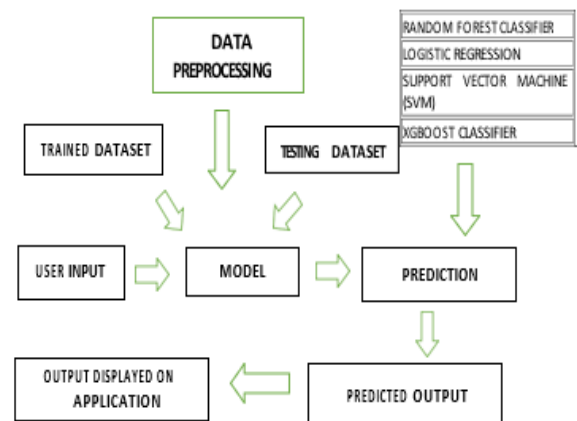 DATA
PREPROCESSING
RANDOM FOREST CLASSIFIER
LOGISTIC REGRESSION
SUPPORT VECTOR MACHINE
(SVM)
XGBOOST CLASSIFIER
TRAINED DATASET
TESTING DATASET
USER INPUT
MODEL
PREDICTION
OUTPUT DISPLAYED ON
APPLICATION
PREDICTED OUTPUT